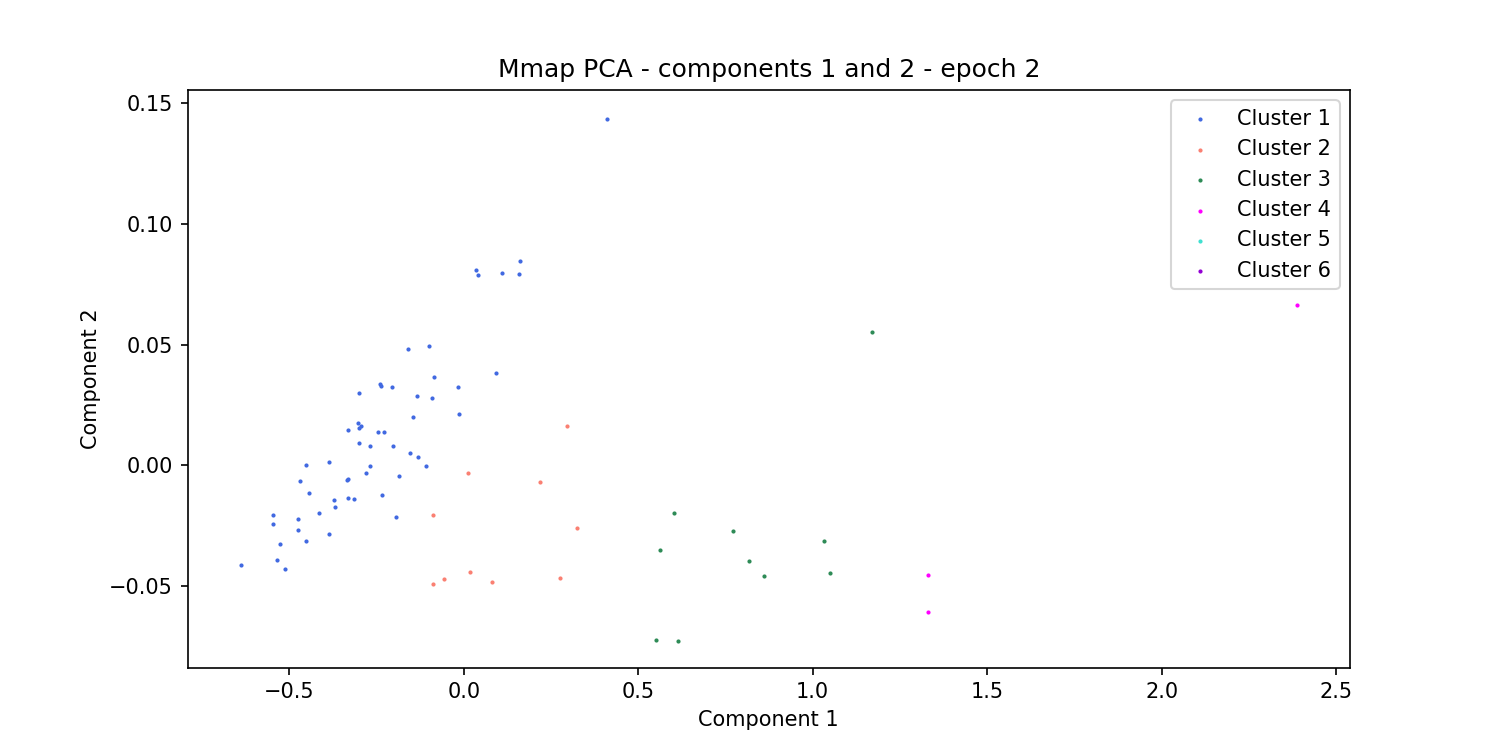 Mmap PCA - components 1 and 2 - epoch 2
0.15
0.10
0.05
0.00
−0.05
Component 2
Cluster 1
Cluster 2
Cluster 3
Cluster 4
Cluster 5
Cluster 6
−0.5 0.0 0.5 1.0 1.5 2.0 2.5
Component 1